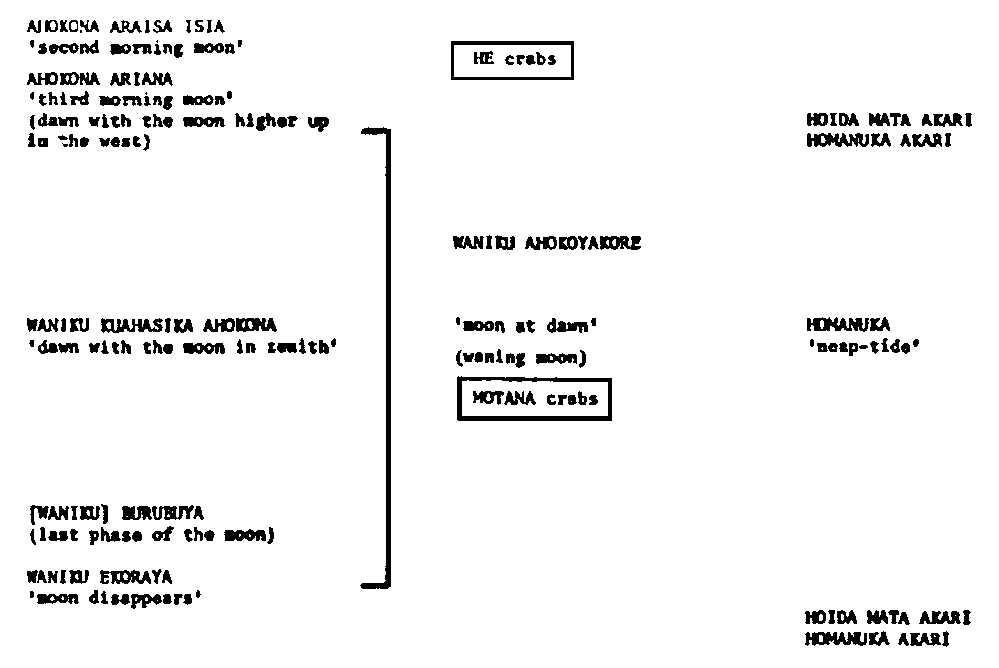 AHOKONA ARAISA ISIA
'second morning moon'
HE crabs
AHOKONA ARIANA
'third morning moon'
(dawn with the moon higher up
in the west)
HOIDA MATA AKARI
HOMANUKA AKARI
WANIKU AHOKOYAKORE
WANIKU KUAHASIKA AHOKONA
'dawn with the moon in zenith'
'moon at dawn'
(waning moon)
HOMANUKA
'neap-tide'
MOTANA crabs
[WANIKU] BURUBUYA
(last phase of the moon)
WANIKU EKORAYA
'moon disappears'
HOIDA MATA AKARI
HOMANUKA AKARI